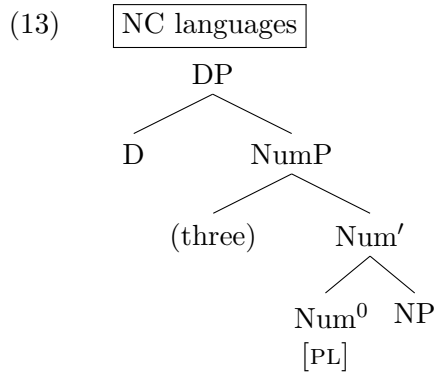 (13) NC languages
DP
D NumP
(three) Num′
Num⁰ NP
[PL]